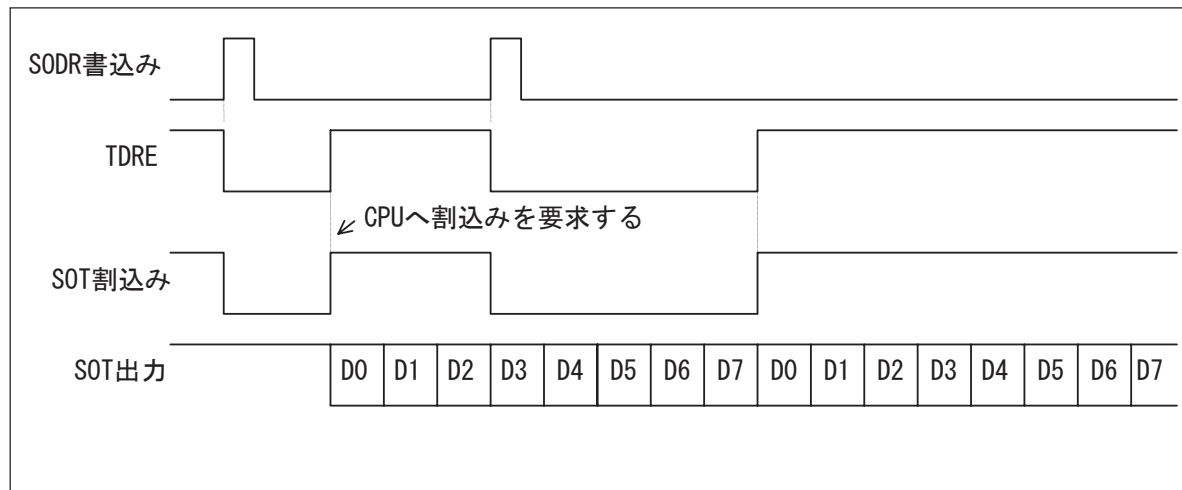 SODR書込み
TDRE
CPUへ割込みを要求する
SOT割込み
SOT出力 D0 D1 D2 D3 D4 D5 D6 D7 D0 D1 D2 D3 D4 D5 D6 D7